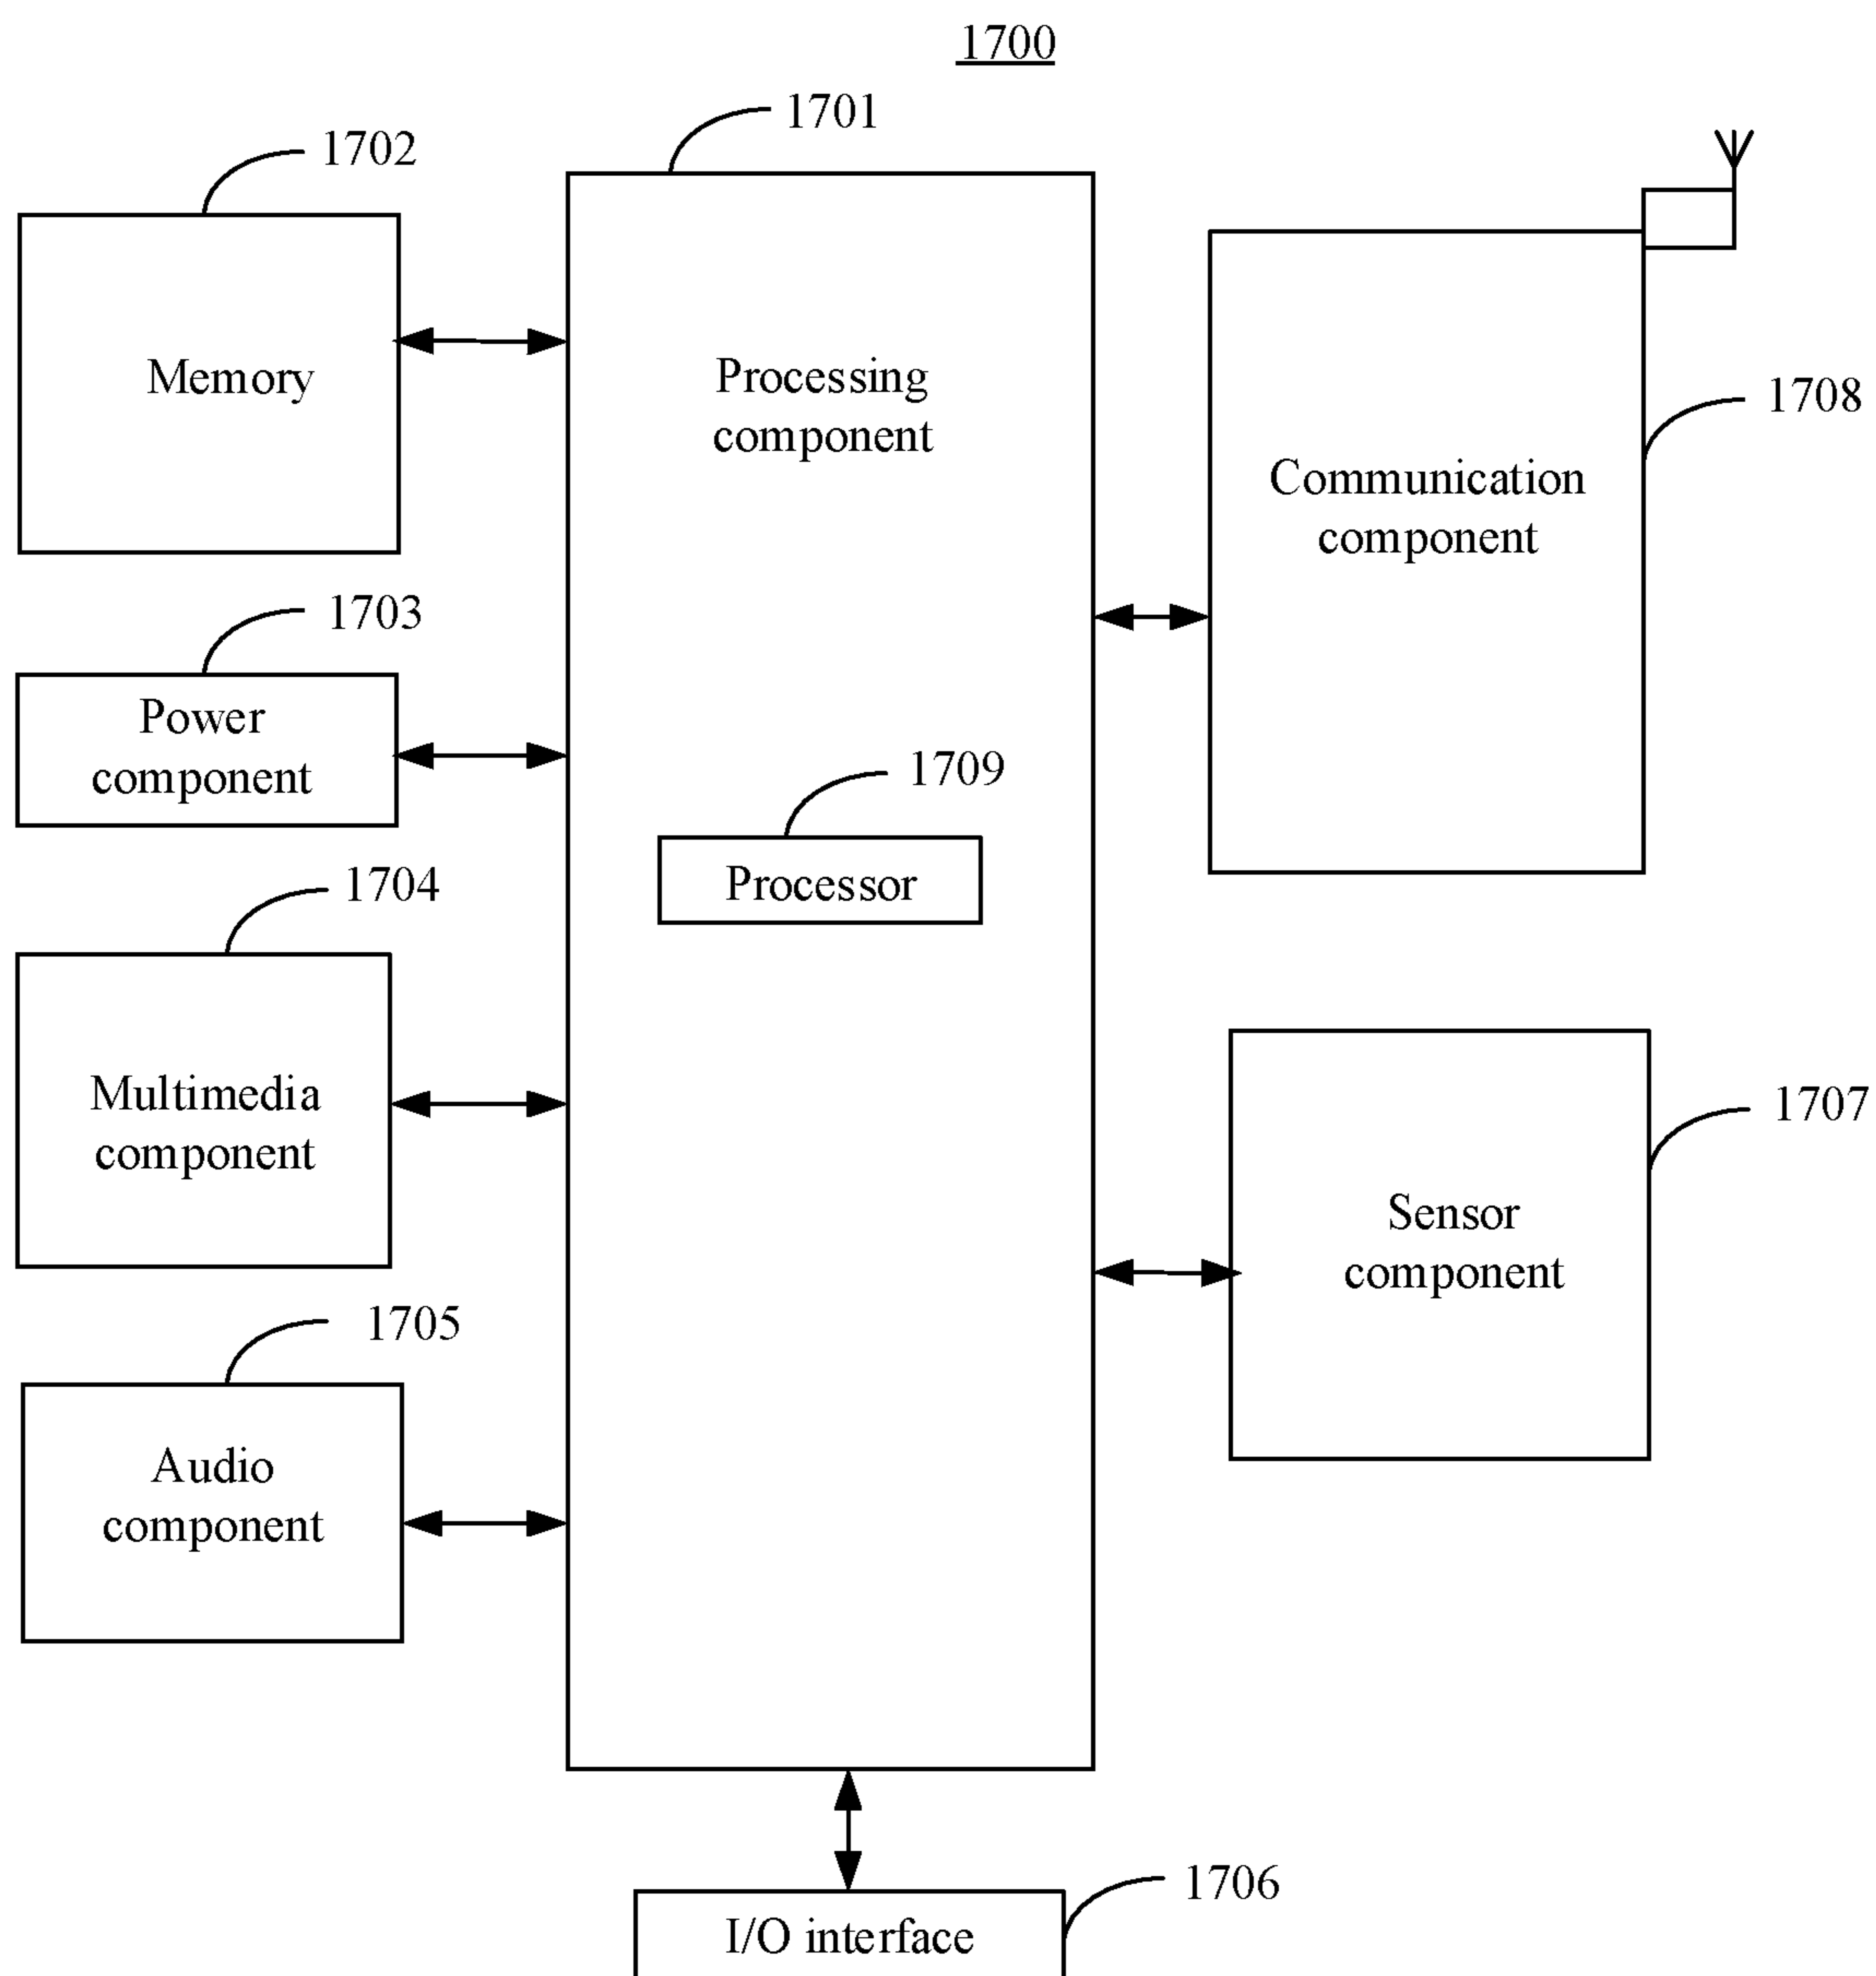 1700
1701
1702
Memory
Processing
component
1708
Communication
component
1703
Power
component
1709
Processor
1704
Multimedia
component
1707
Sensor
component
1705
Audio
component
1706
I/O interface